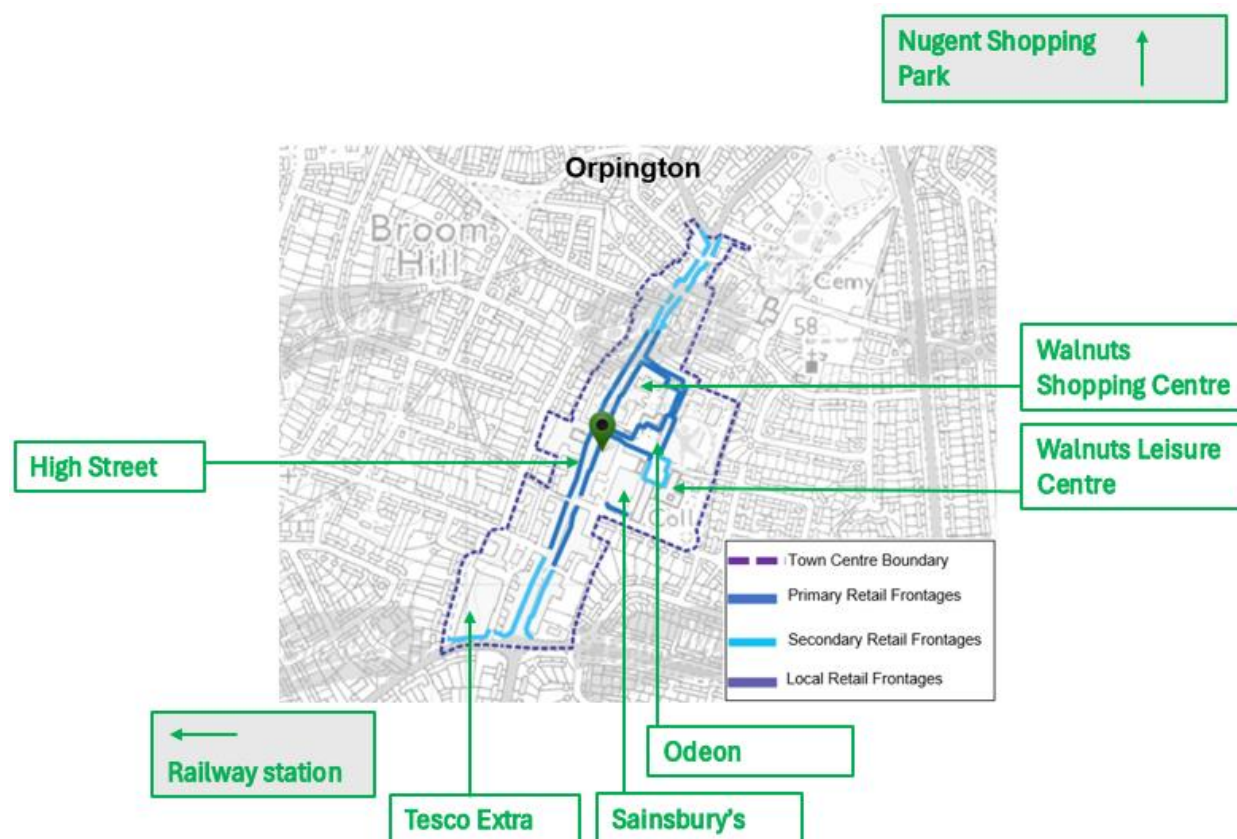 Nugent Shopping
Park
Orpington
Broom
Hill
Cemy
58
Walnuts
Shopping Centre
Walnuts Leisure
Centre
High Street
Coll
Town Centre Boundary
Primary Retail Frontages
Secondary Retail Frontages
Local Retail Frontages
Railway station
Odeon
Tesco Extra
Sainsbury's